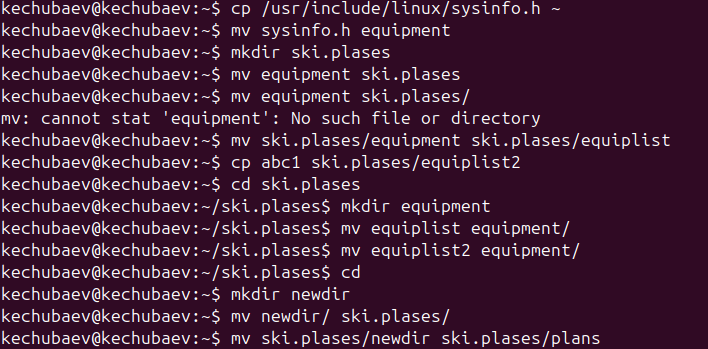 kechubaev@kechubaev:~$ cp /usr/include/linux/sysinfo.h ~
kechubaev@kechubaev:~$ mv sysinfo.h equipment
kechubaev@kechubaev:~$ mkdir ski.plases
kechubaev@kechubaev:~$ mv equipment ski.plases
kechubaev@kechubaev:~$ mv equipment ski.plases/
mv: cannot stat 'equipment': No such file or directory
kechubaev@kechubaev:~$ mv ski.plases/equipment ski.plases/equiplist
kechubaev@kechubaev:~$ cp abc1 ski.plases/equiplist2
kechubaev@kechubaev:~$ cd ski.plases
kechubaev@kechubaev:~/ski.plases$ mkdir equipment
kechubaev@kechubaev:~/ski.plases$ mv equiplist equipment/
kechubaev@kechubaev:~/ski.plases$ mv equiplist2 equipment/
kechubaev@kechubaev:~/ski.plases$ cd
kechubaev@kechubaev:~$ mkdir newdir
kechubaev@kechubaev:~$ mv newdir/ ski.plases/
kechubaev@kechubaev:~$ mv ski.plases/newdir ski.plases/plans